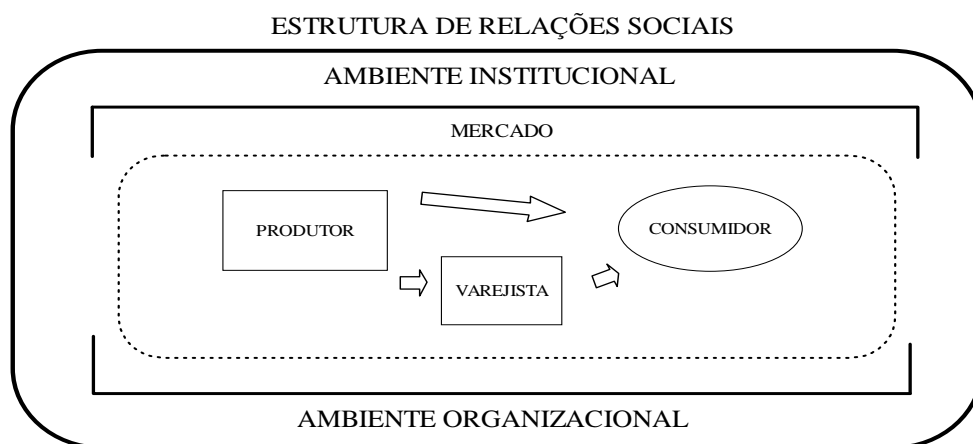 ESTRUTURA DE RELAÇÕES SOCIAIS
AMBIENTE INSTITUCIONAL
MERCADO
PRODUTOR
CONSUMIDOR
VAREJISTA
AMBIENTE ORGANIZACIONAL